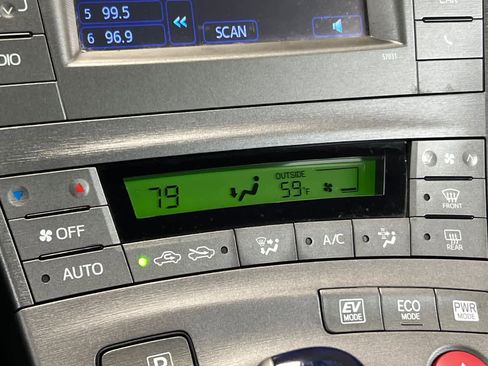 5 99.5
6 96.9
SCAN
57031
79
OUTSIDE
59°F
FRONT
OFF
A/C
REAR
AUTO
EV
MODE
ECO
MODE
PWR
MODE
P